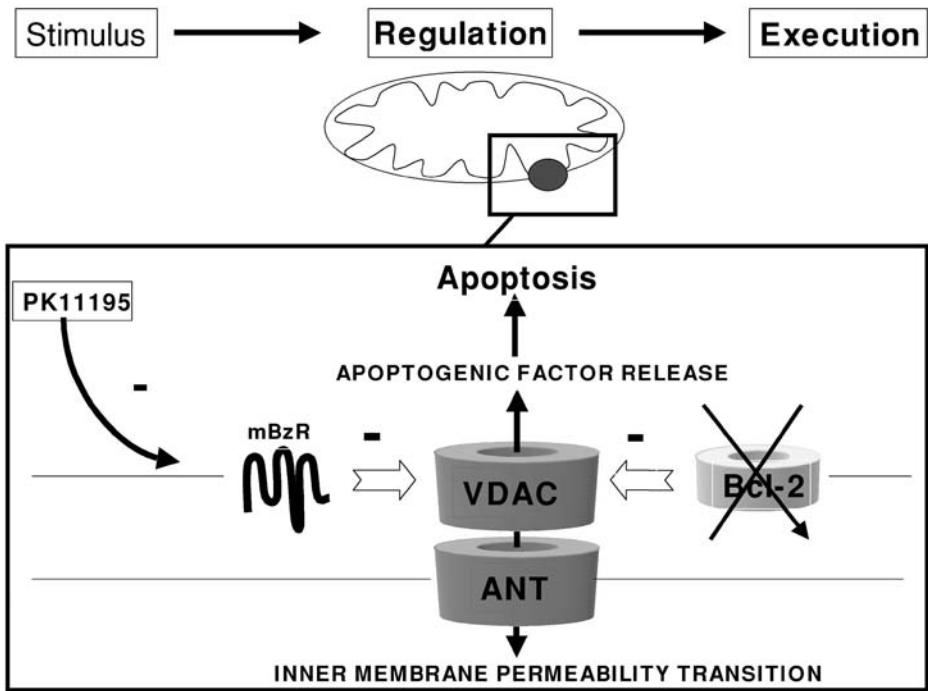 Stimulus
Regulation
Execution
PK11195
Apoptosis
-
APOPTOGENIC FACTOR RELEASE
mBzR
-
-
VDAC
Bcl-2
ANT
INNER MEMBRANE PERMEABILITY TRANSITION